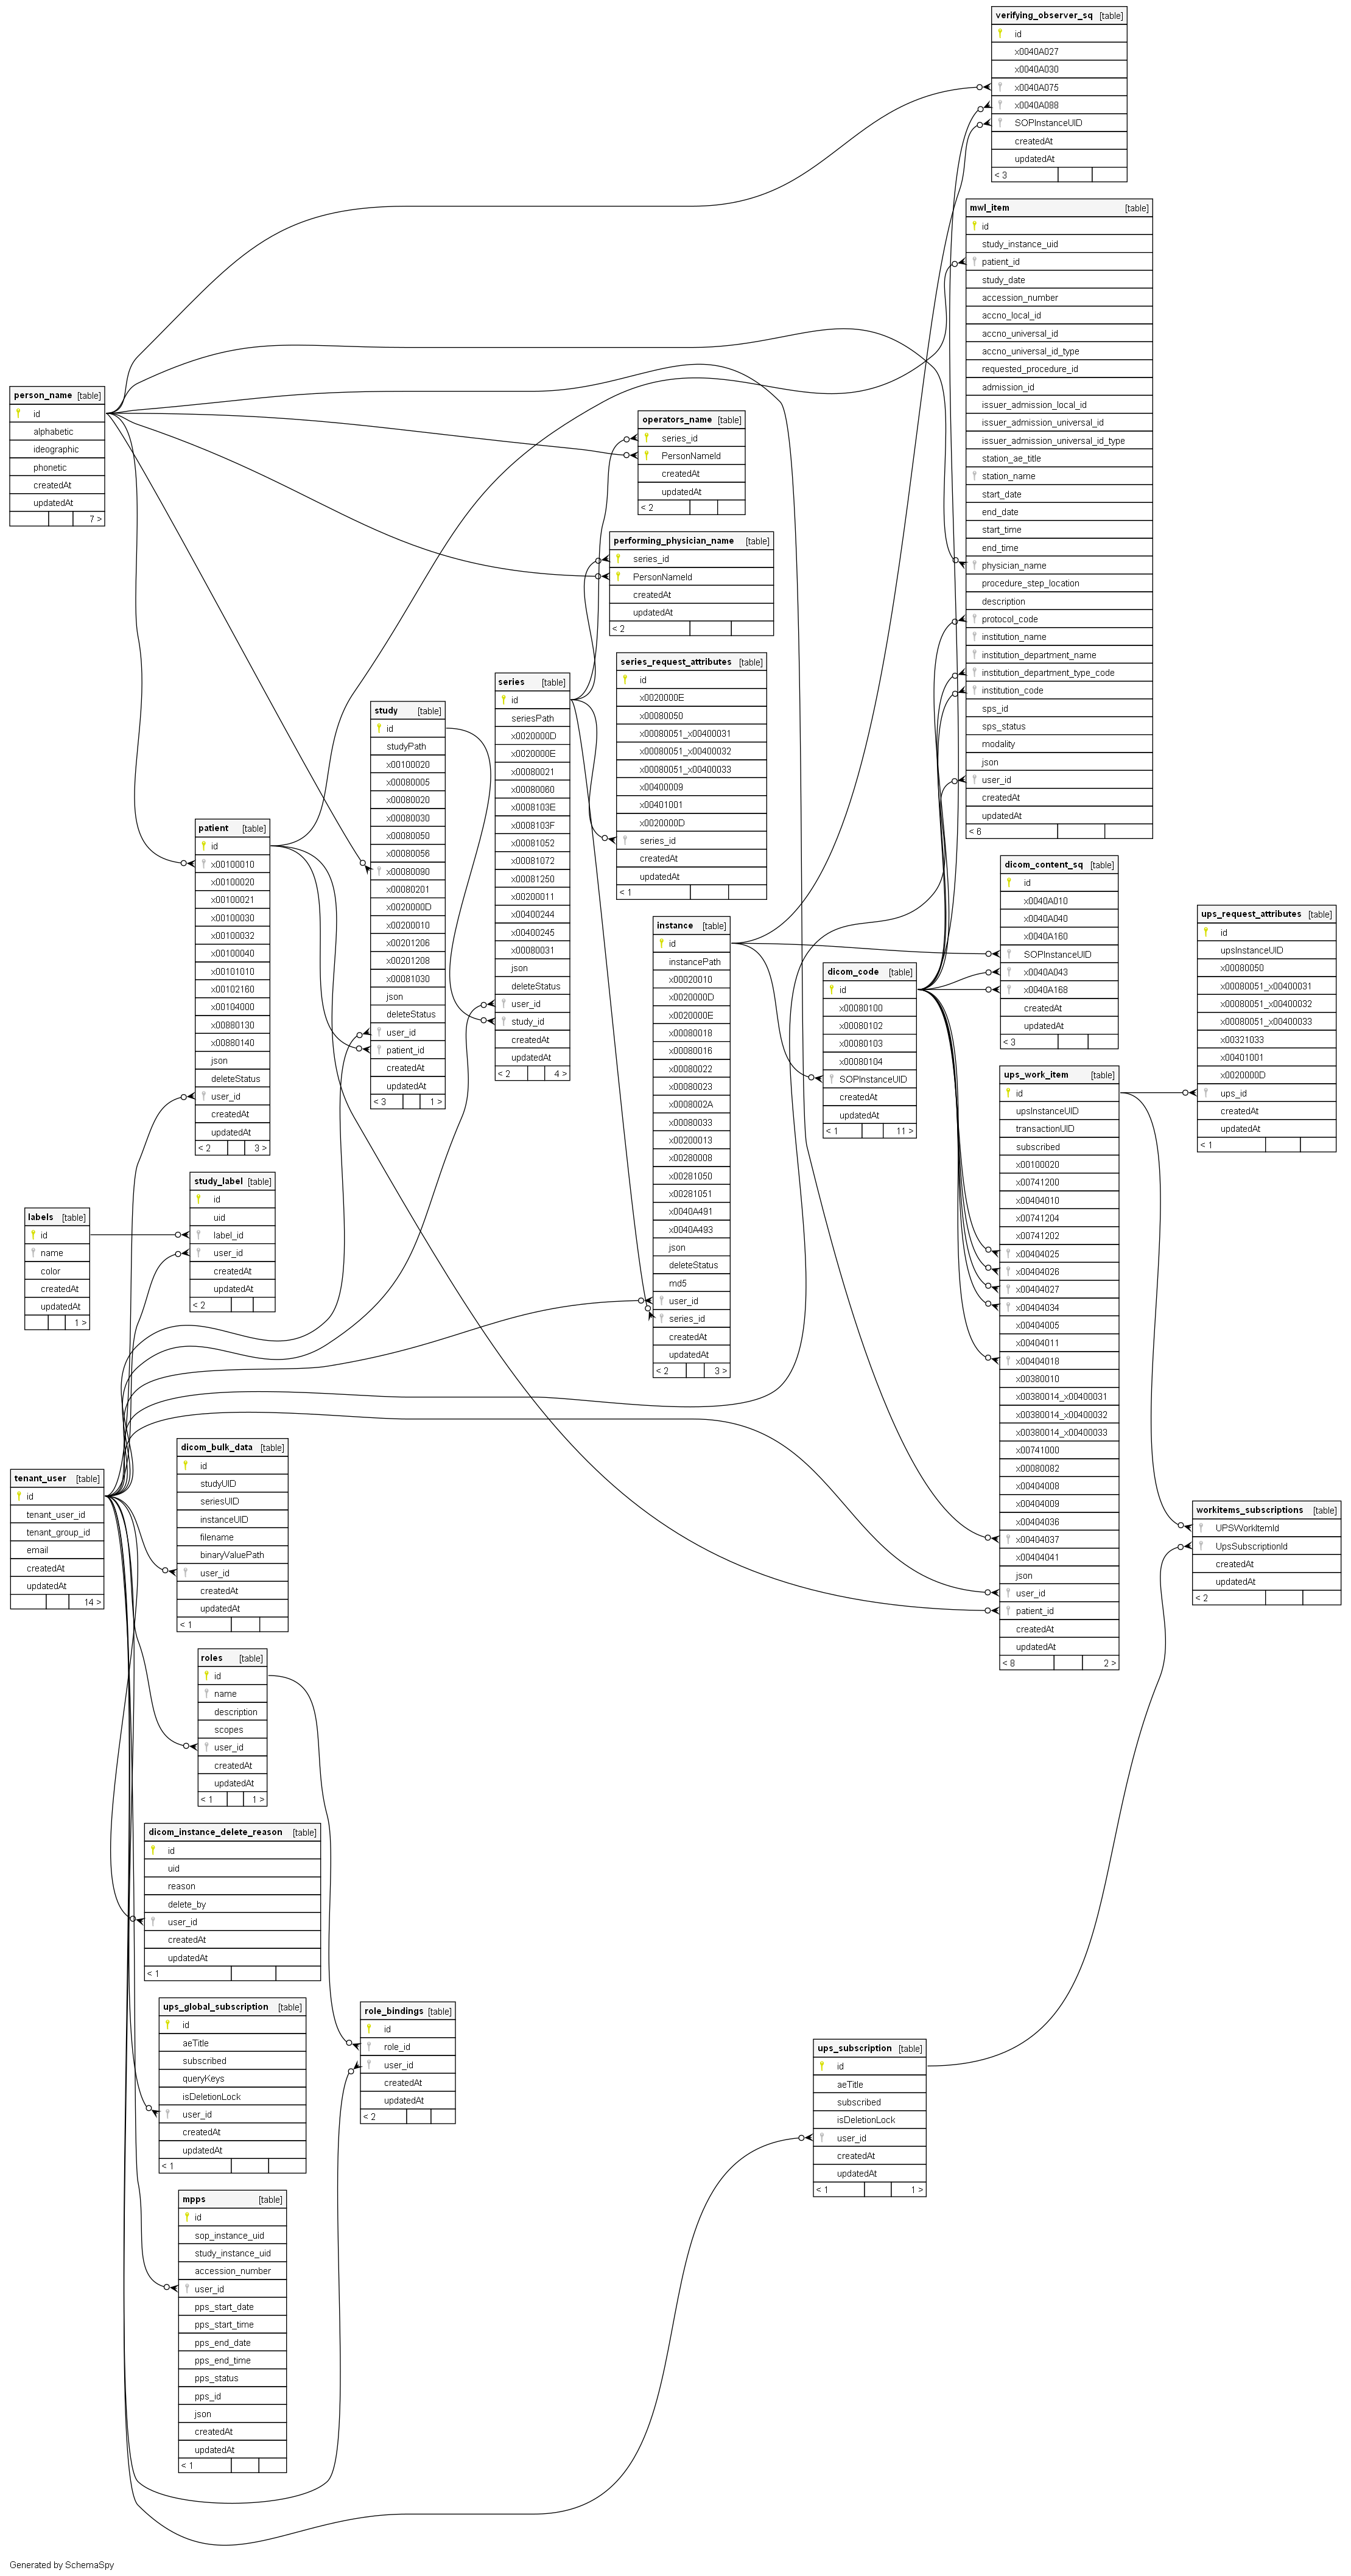 verifying_observer_sq [table]
id
x0040A027
x0040A030
x0040A075
x0040A088
SOPInstanceUID
createdAt
updatedAt
< 3
mwl_item [table]
id
study_instance_uid
patient_id
study_date
accession_number
accno_local_id
accno_universal_id
accno_universal_id_type
requested_procedure_id
admission_id
issuer_admission_local_id
issuer_admission_universal_id
issuer_admission_universal_id_type
station_ae_title
station_name
start_date
end_date
start_time
end_time
physician_name
procedure_step_location
description
protocol_code
institution_name
institution_department_name
institution_department_type_code
institution_code
sps_id
sps_status
modality
json
user_id
createdAt
updatedAt
< 6
person_name [table]
id
alphabetic
ideographic
phonetic
createdAt
updatedAt
7 >
operators_name [table]
series_id
PersonNameId
createdAt
updatedAt
< 2
performing_physician_name [table]
series_id
PersonNameId
createdAt
updatedAt
< 2
series_request_attributes [table]
id
x0020000E
x00080050
x00080051_x00400031
x00080051_x00400032
x00080051_x00400033
x00400009
x00401001
x0020000D
series_id
createdAt
updatedAt
< 1
series [table]
id
seriesPath
x0020000D
x0020000E
x00080021
x00080060
x0008103E
x0008103F
x00081052
x00081072
x00081250
x00200011
x00400244
x00400245
x00080031
json
deleteStatus
user_id
study_id
createdAt
updatedAt
< 2 4 >
study [table]
id
studyPath
x00100020
x00080005
x00080020
x00080030
x00080050
x00080056
x00080090
x00080201
x0020000D
x00200010
x00201206
x00201208
x00081030
json
deleteStatus
user_id
patient_id
createdAt
updatedAt
< 3 1 >
patient [table]
id
x00100010
x00100020
x00100021
x00100030
x00100032
x00100040
x00101010
x00102160
x00104000
x00880130
x00880140
json
deleteStatus
user_id
createdAt
updatedAt
< 2 3 >
instance [table]
id
instancePath
x00020010
x0020000D
x0020000E
x00080018
x00080016
x00080022
x00080023
x0008002A
x00080033
x00200013
x00280008
x00281050
x00281051
x0040A491
x0040A493
json
deleteStatus
md5
user_id
series_id
createdAt
updatedAt
< 2 3 >
dicom_code [table]
id
x00080100
x00080102
x00080103
x00080104
SOPInstanceUID
createdAt
updatedAt
< 1 11 >
dicom_content_sq [table]
id
x0040A010
x0040A040
x0040A160
SOPInstanceUID
x0040A043
x0040A168
createdAt
updatedAt
< 3
ups_request_attributes [table]
id
upsInstanceUID
x00080050
x00080051_x00400031
x00080051_x00400032
x00080051_x00400033
x00321033
x00401001
x0020000D
ups_id
createdAt
updatedAt
< 1
ups_work_item [table]
id
upsInstanceUID
transactionUID
subscribed
x00100020
x00741200
x00404010
x00741204
x00741202
x00404025
x00404026
x00404027
x00404034
x00404005
x00404011
x00404018
x00380010
x00380014_x00400031
x00380014_x00400032
x00380014_x00400033
x00741000
x00080082
x00404008
x00404009
x00404036
x00404037
x00404041
json
user_id
patient_id
createdAt
updatedAt
< 8 2 >
study_label [table]
id
uid
label_id
user_id
createdAt
updatedAt
< 2
labels [table]
id
name
color
createdAt
updatedAt
1 >
tenant_user [table]
id
tenant_user_id
tenant_group_id
email
createdAt
updatedAt
14 >
dicom_bulk_data [table]
id
studyUID
seriesUID
instanceUID
filename
binaryValuePath
user_id
createdAt
updatedAt
< 1
workitems_subscriptions [table]
UPSWorkItemId
UpsSubscriptionId
createdAt
updatedAt
< 2
roles [table]
id
name
description
scopes
user_id
createdAt
updatedAt
< 1 1 >
dicom_instance_delete_reason [table]
id
uid
reason
delete_by
user_id
createdAt
updatedAt
< 1
ups_global_subscription [table]
id
aeTitle
subscribed
queryKeys
isDeletionLock
user_id
createdAt
updatedAt
< 1
role_bindings [table]
id
role_id
user_id
createdAt
updatedAt
< 2
ups_subscription [table]
id
aeTitle
subscribed
isDeletionLock
user_id
createdAt
updatedAt
< 1 1 >
mpps [table]
id
sop_instance_uid
study_instance_uid
accession_number
user_id
pps_start_date
pps_start_time
pps_end_date
pps_end_time
pps_status
pps_id
json
createdAt
updatedAt
< 1
Generated by SchemaSpy